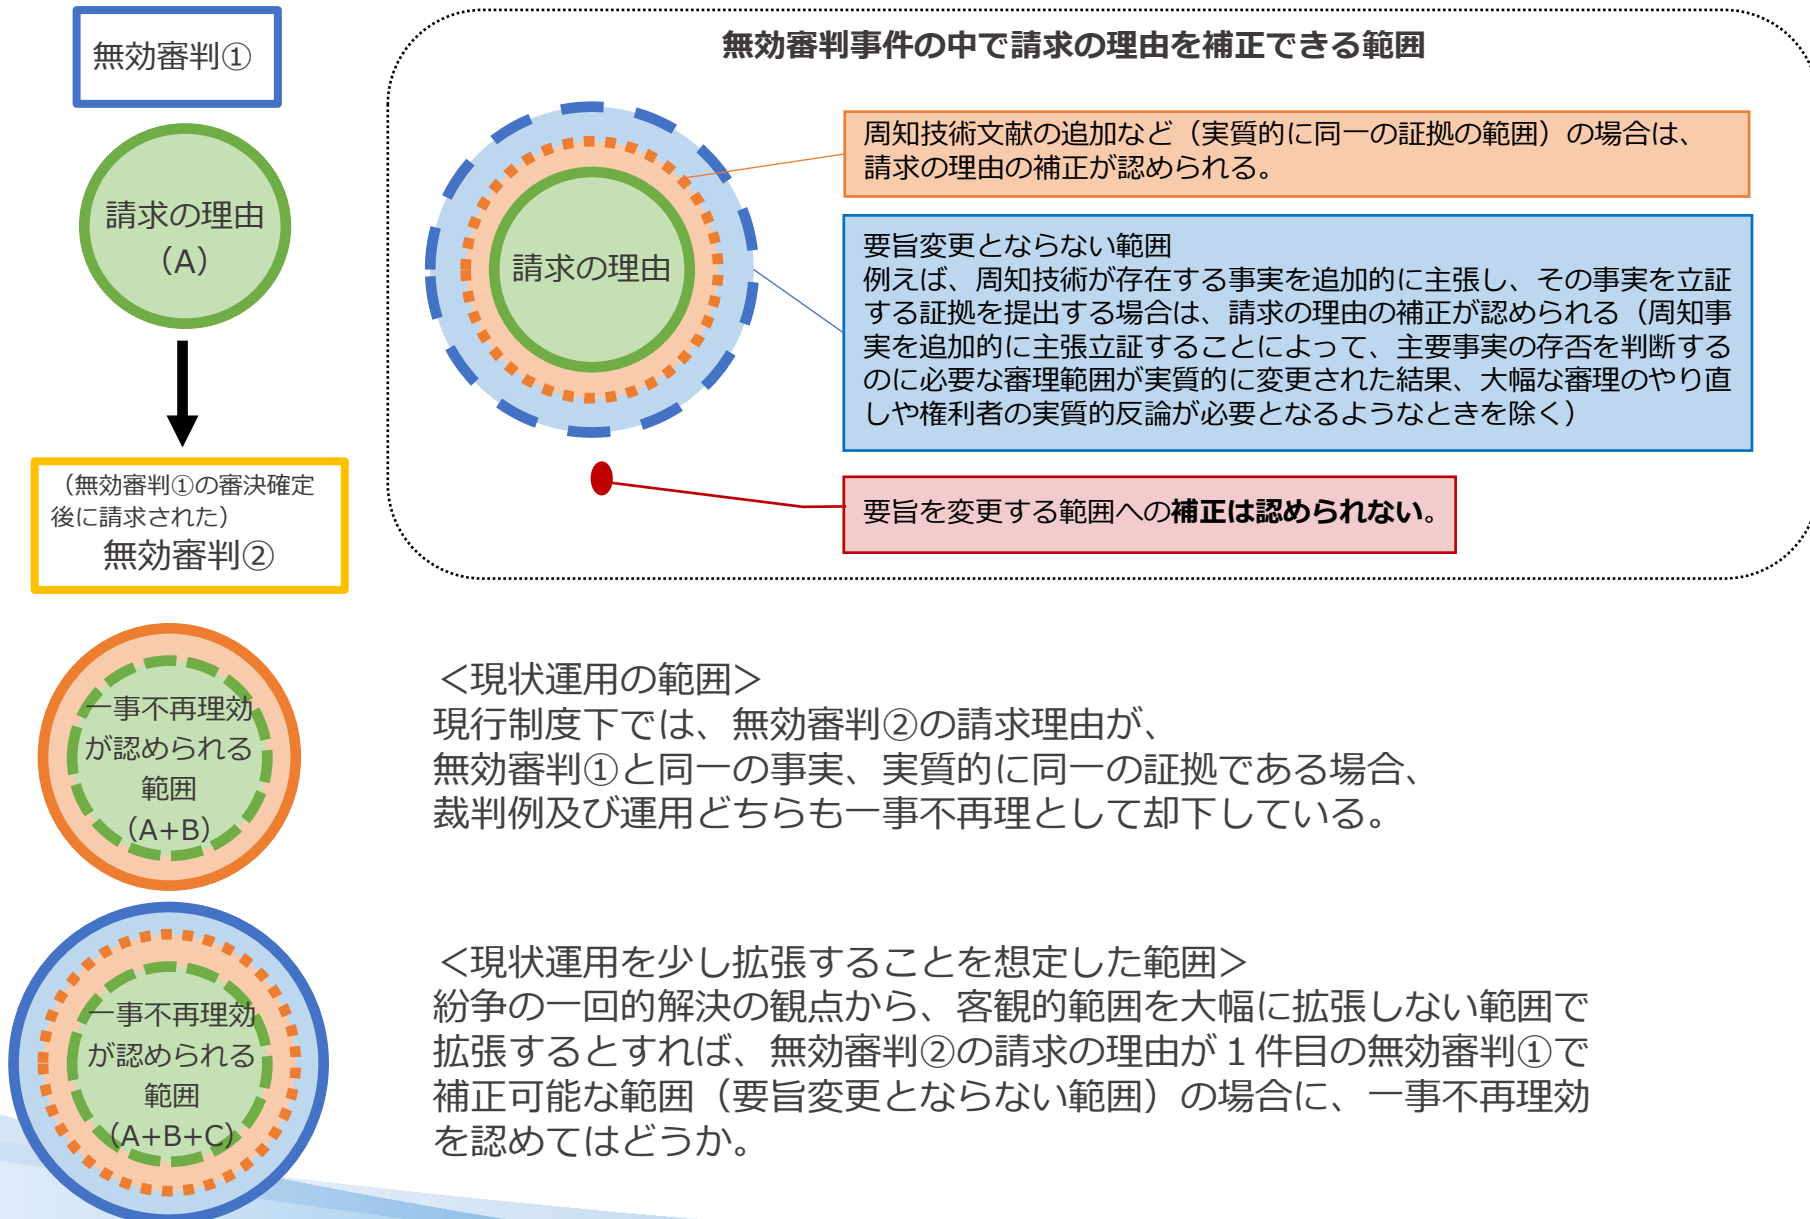 無効審判①
請求の理由
（A）
（無効審判①の審決確定
後に請求された）
無効審判②
無効審判事件の中で請求の理由を補正できる範囲
請求の理由
周知技術文献の追加など（実質的に同一の証拠の範囲）の場合は、
請求の理由の補正が認められる。
要旨変更とならない範囲
例えば、周知技術が存在する事実を追加的に主張し、その事実を立証
する証拠を提出する場合は、請求の理由の補正が認められる（周知事
実を追加的に主張立証することによって、主要事実の存否を判断する
のに必要な審理範囲が実質的に変更された結果、大幅な審理のやり直
しや権利者の実質的反論が必要となるようなときを除く）
要旨を変更する範囲への補正は認められない。
一事不再理効
が認められる
範囲
（A+B）
＜現状運用の範囲＞
現行制度下では、無効審判②の請求理由が、
無効審判①と同一の事実、実質的に同一の証拠である場合、
裁判例及び運用どちらも一事不再理として却下している。
一事不再理効
が認められる
範囲
（A+B+C）
＜現状運用を少し拡張することを想定した範囲＞
紛争の一回的解決の観点から、客観的範囲を大幅に拡張しない範囲で
拡張するとすれば、無効審判②の請求の理由が１件目の無効審判①で
補正可能な範囲（要旨変更とならない範囲）の場合に、一事不再理効
を認めてはどうか。